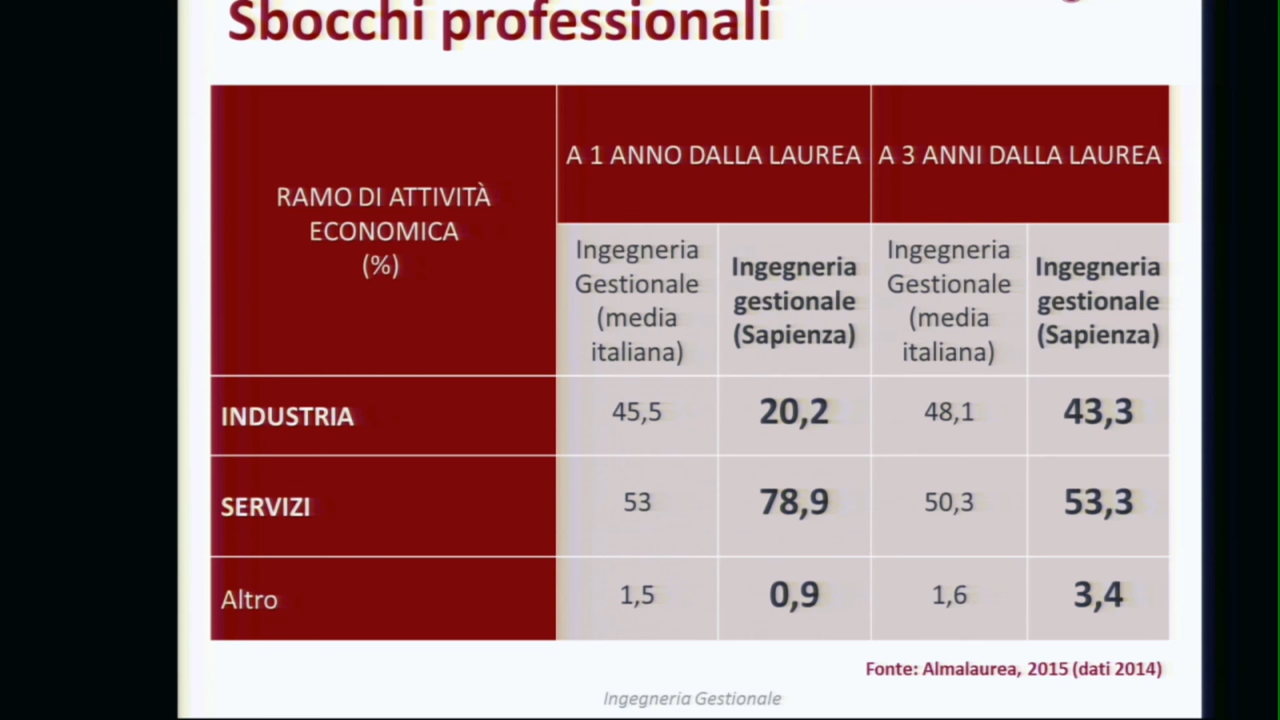 Sbocchi professionali
RAMO DI ATTIVITÀ
ECONOMICA
(%)
A 1 ANNO DALLA LAUREA
A 3 ANNI DALLA LAUREA
Ingegneria
Gestionale
(media
italiana)
Ingegneria
gestionale
(Sapienza)
Ingegneria
Gestionale
(media
italiana)
Ingegneria
gestionale
(Sapienza)
INDUSTRIA 45,5 20,2 48,1 43,3
SERVIZI 53 78,9 50,3 53,3
Altro 1,5 0,9 1,6 3,4
Fonte: Almalaurea, 2015 (dati 2014)
Ingegneria Gestionale